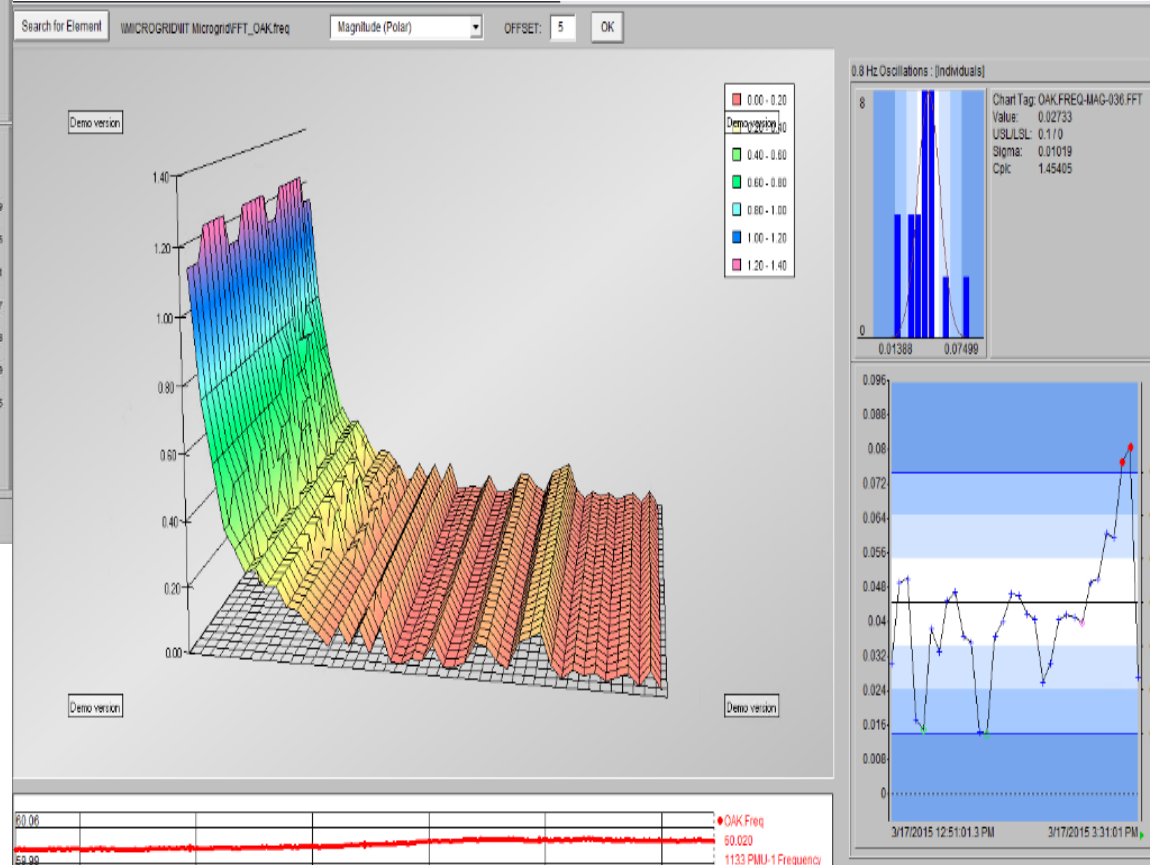 Search for Element
\\MICROGRID\IIT Microgrid\FFT_OAK.freq
Magnitude (Polar)
OFFSET: 5
OK
Demo version
0.00 - 0.20
Demo version
0.40 - 0.60
0.60 - 0.80
0.80 - 1.00
1.00 - 1.20
1.20 - 1.40
1.40
1.20
1.00
0.80
0.60
0.40
0.20
0.00
Demo version
Demo version
0.8 Hz Oscillations : [Individuals]
8
0
0.01388 0.07499
Chart Tag: OAK.FREQ-MAG-036.FFT
Value: 0.02733
USL/LSL: 0.1 / 0
Sigma: 0.01019
Cpk: 1.45405
0.096
0.088
0.08
0.072
0.064
0.056
0.048
0.04
0.032
0.024
0.016
0.008
0
3/17/2015 12:51:01.3 PM 3/17/2015 3:31:01 PM
60.06
59.99
OAK.Freq
60.020
1133 PMU-1 Frequency